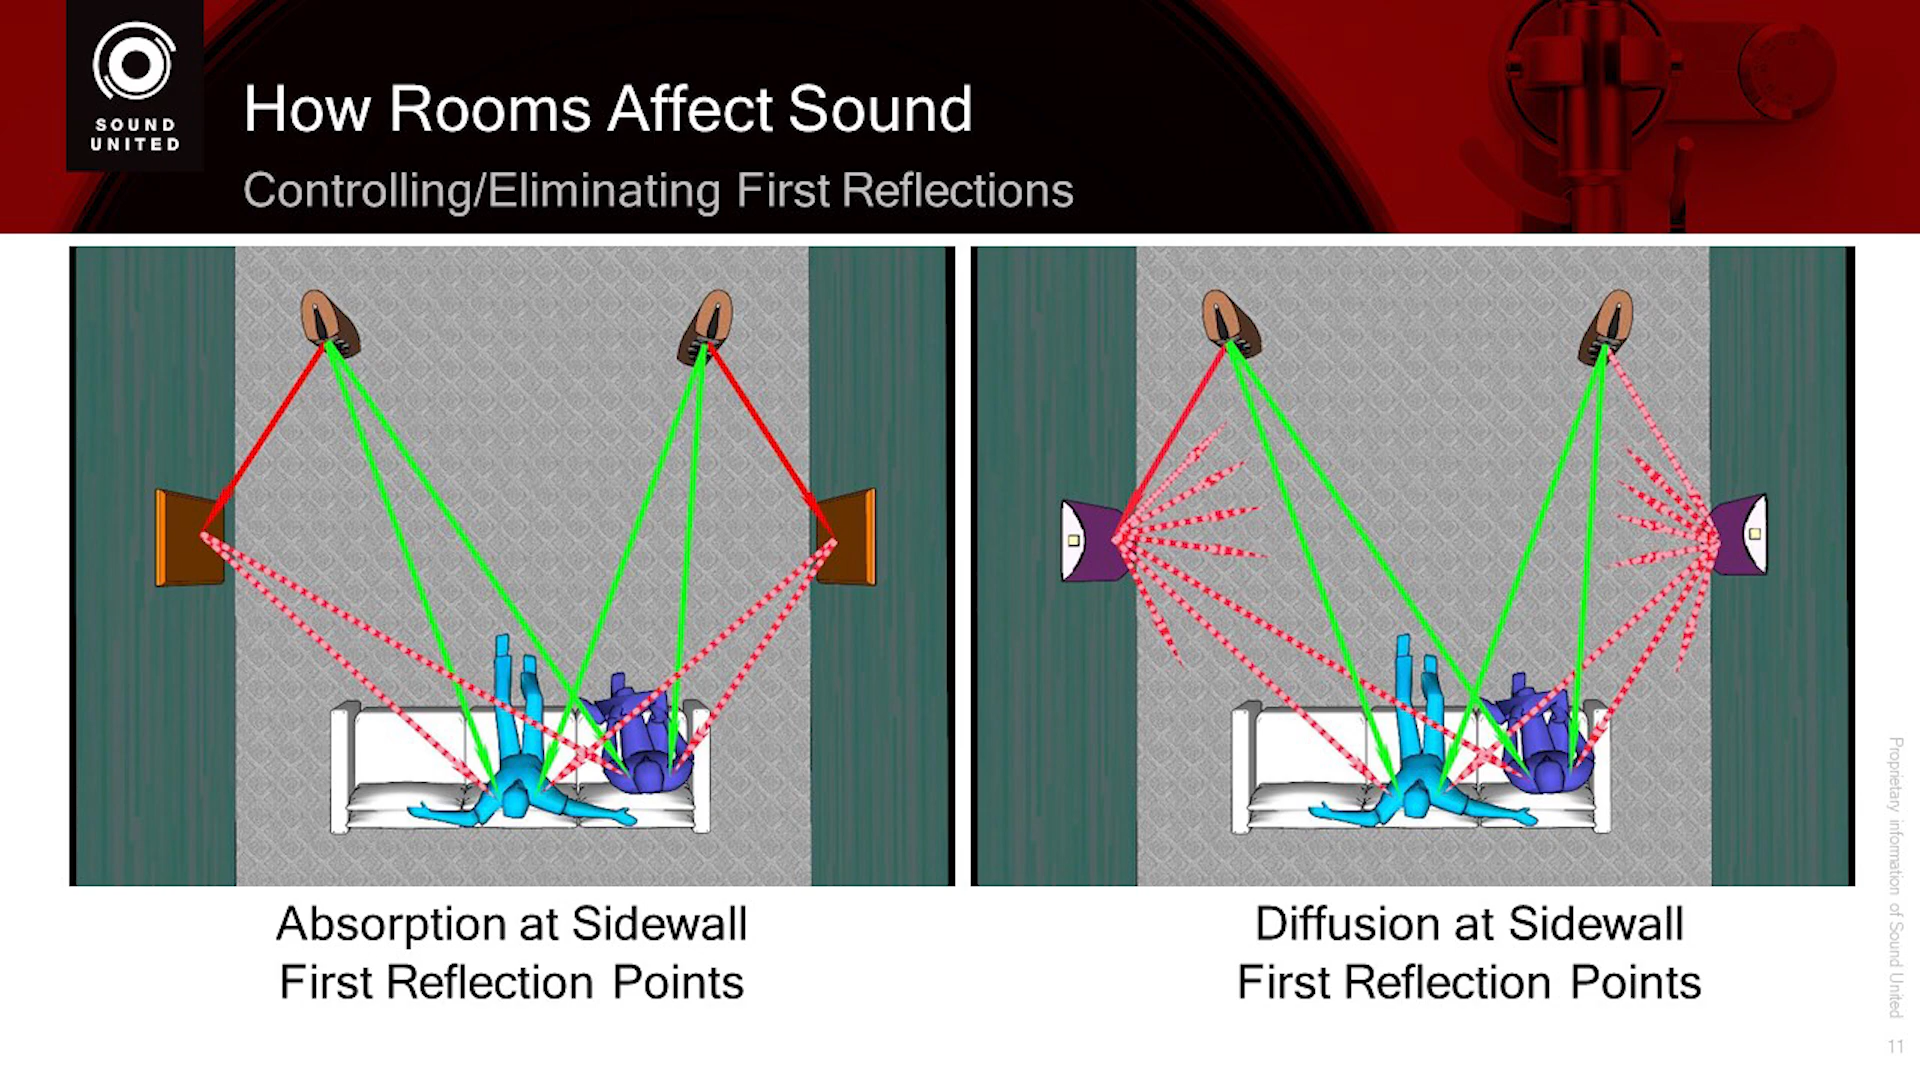 SOUND
UNITED
How Rooms Affect Sound
Controlling/Eliminating First Reflections
Absorption at Sidewall
First Reflection Points
Diffusion at Sidewall
First Reflection Points
Proprietary information of Sound United
11